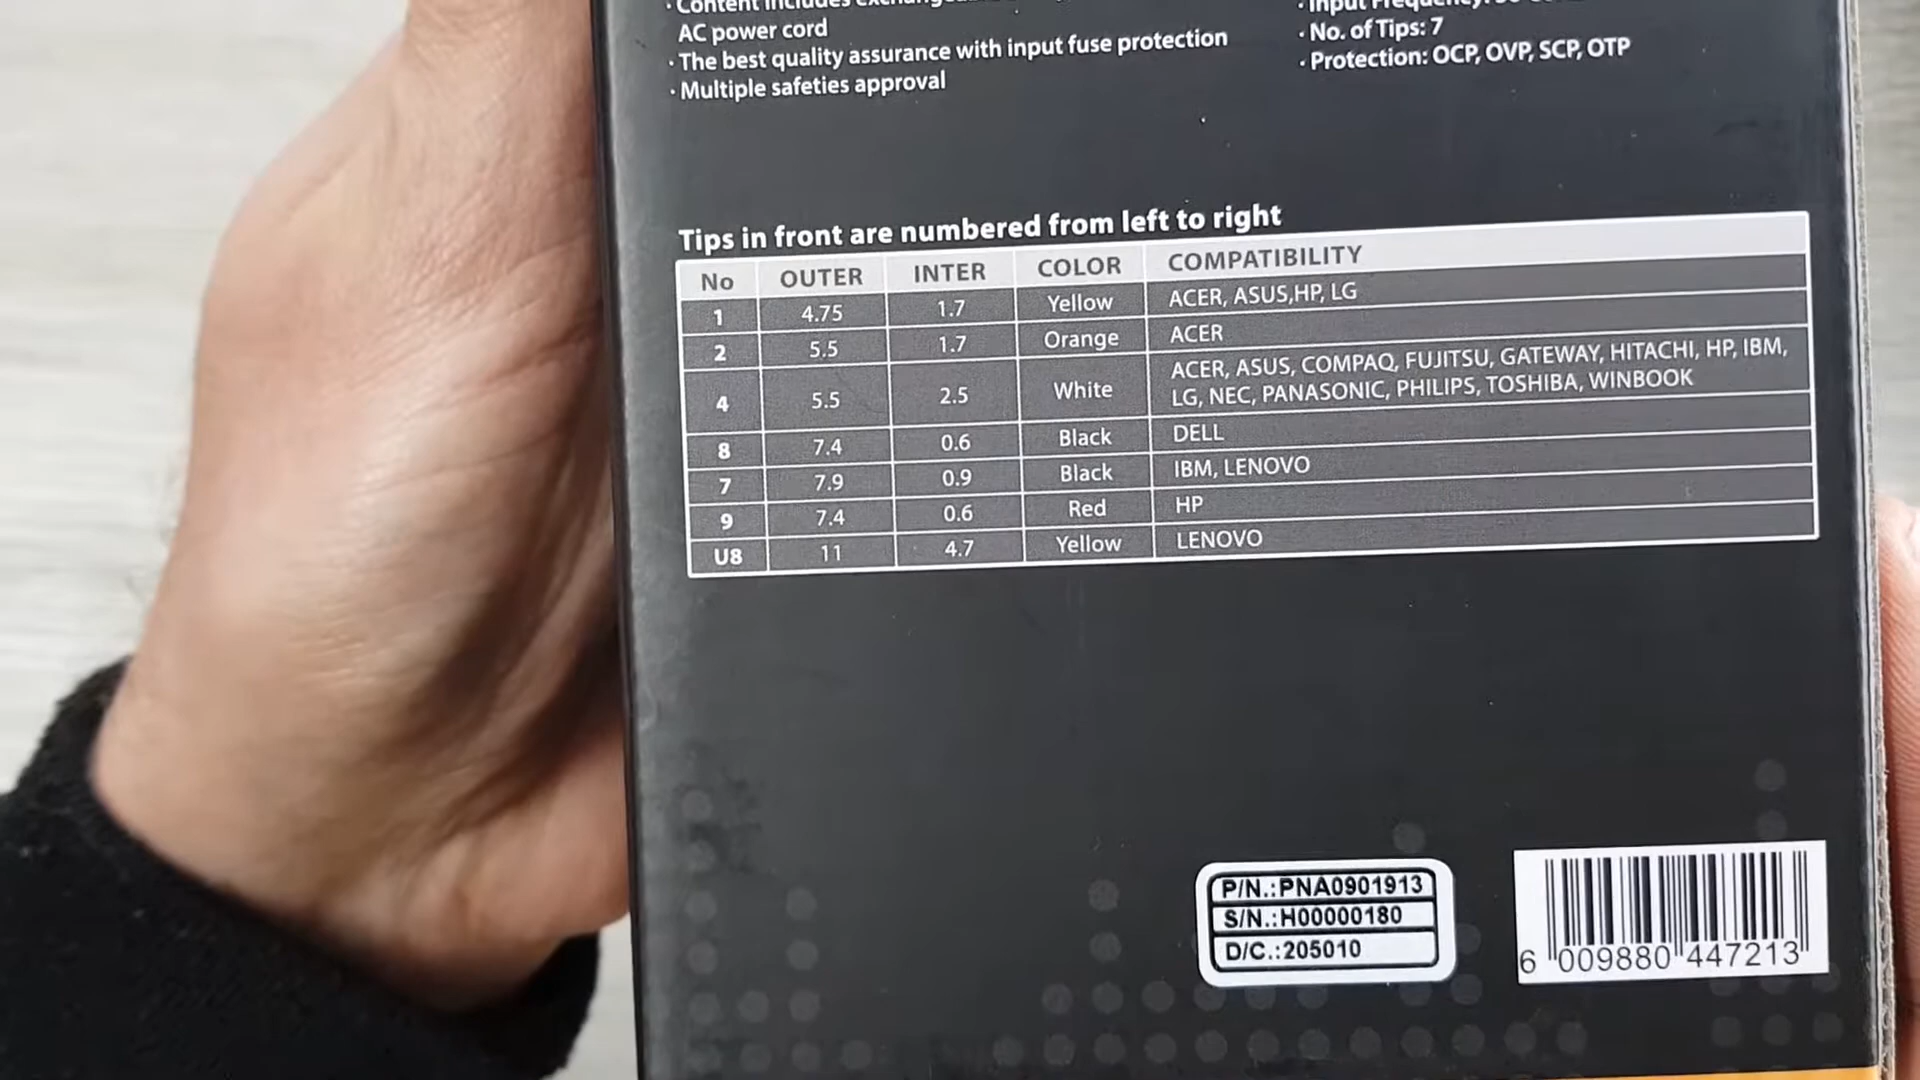 · Content includes
AC power cord
· The best quality assurance with input fuse protection
· Multiple safeties approval
· Input Frequency:
· No. of Tips: 7
· Protection: OCP, OVP, SCP, OTP
Tips in front are numbered from left to right
No OUTER INTER COLOR COMPATIBILITY
1 4.75 1.7 Yellow ACER, ASUS,HP, LG
2 5.5 1.7 Orange ACER
4 5.5 2.5 White ACER, ASUS, COMPAQ, FUJITSU, GATEWAY, HITACHI, HP, IBM,
LG, NEC, PANASONIC, PHILIPS, TOSHIBA, WINBOOK
8 7.4 0.6 Black DELL
7 7.9 0.9 Black IBM, LENOVO
9 7.4 0.6 Red HP
U8 11 4.7 Yellow LENOVO
P/N.:PNA0901913
S/N.:H00000180
D/C.:205010
6 009880 447213